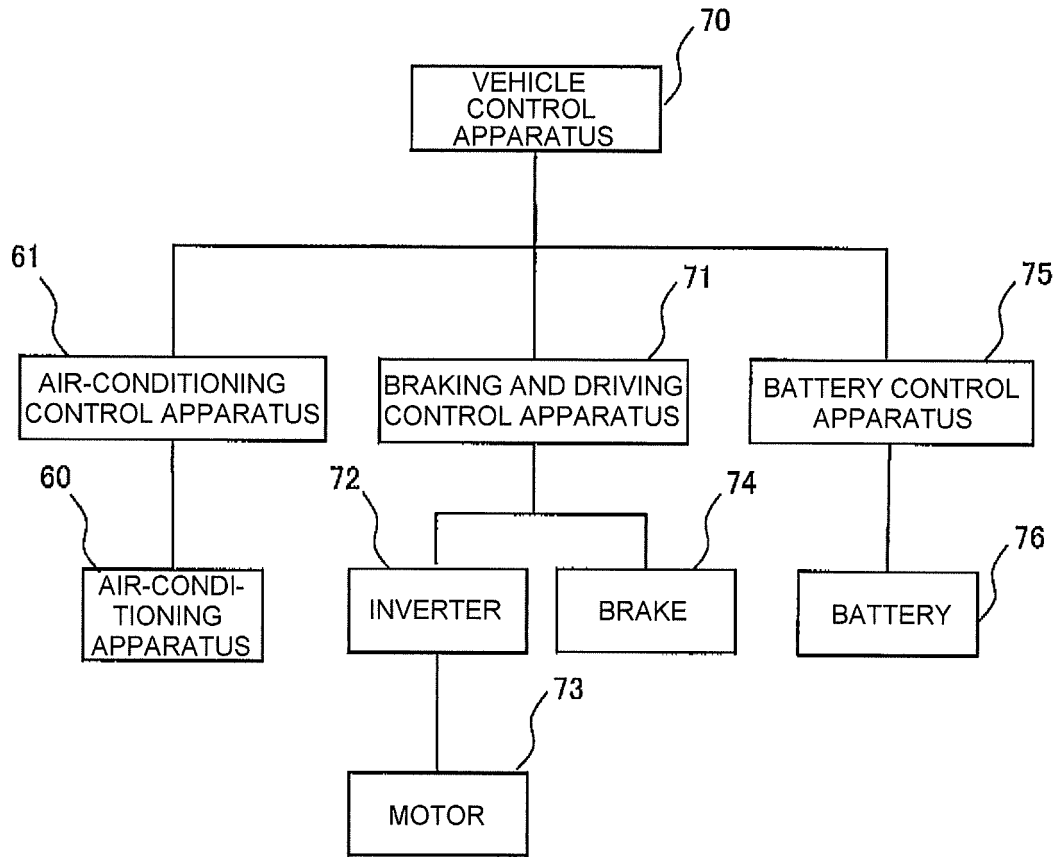 70
VEHICLE
CONTROL
APPARATUS
61
71
75
AIR-CONDITIONING
CONTROL APPARATUS
BRAKING AND DRIVING
CONTROL APPARATUS
BATTERY CONTROL
APPARATUS
60
72
74
76
AIR-CONDI-
TIONING
APPARATUS
INVERTER
BRAKE
BATTERY
73
MOTOR